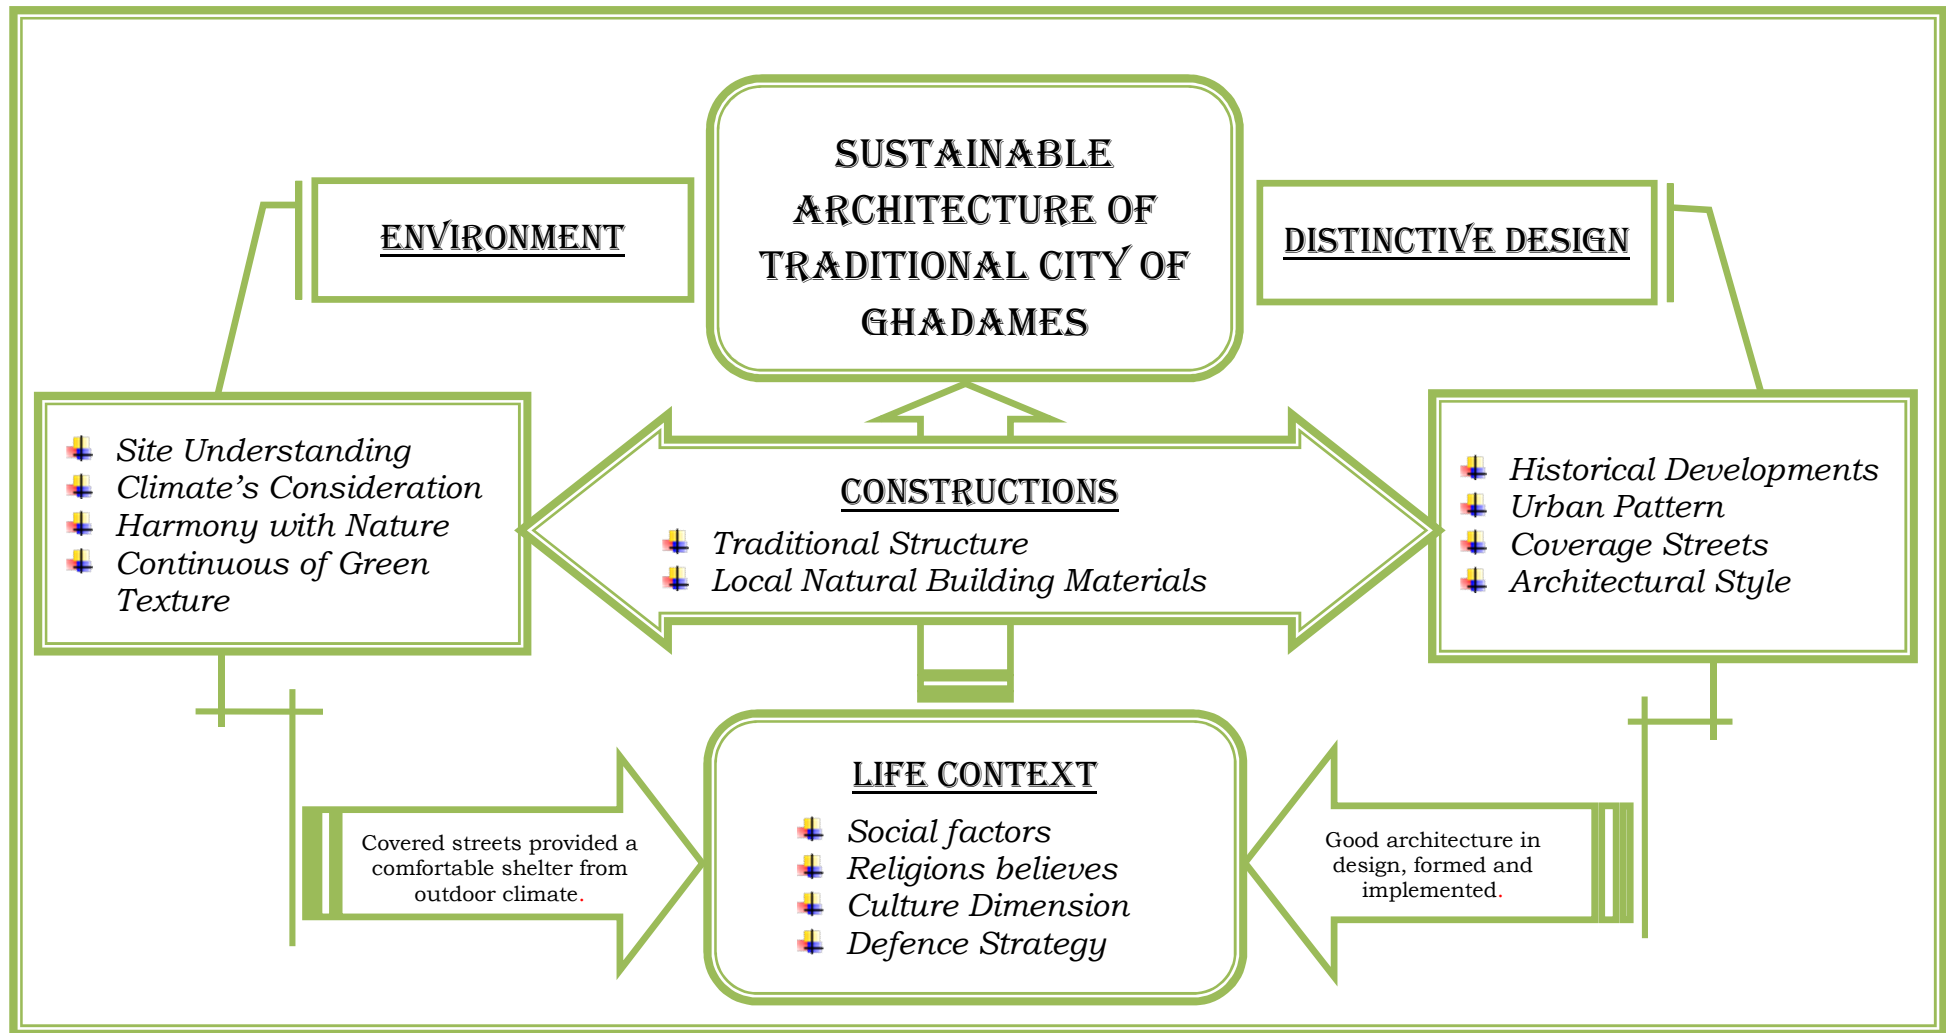 SUSTAINABLE
ARCHITECTURE OF
TRADITIONAL CITY OF
GHADAMES
ENVIRONMENT
DISTINCTIVE DESIGN
Site Understanding
Climate’s Consideration
Harmony with Nature
Continuous of Green
Texture
CONSTRUCTIONS
Traditional Structure
Local Natural Building Materials
Historical Developments
Urban Pattern
Coverage Streets
Architectural Style
Covered streets provided a
comfortable shelter from
outdoor climate.
LIFE CONTEXT
Social factors
Religions believes
Culture Dimension
Defence Strategy
Good architecture in
design, formed and
implemented.